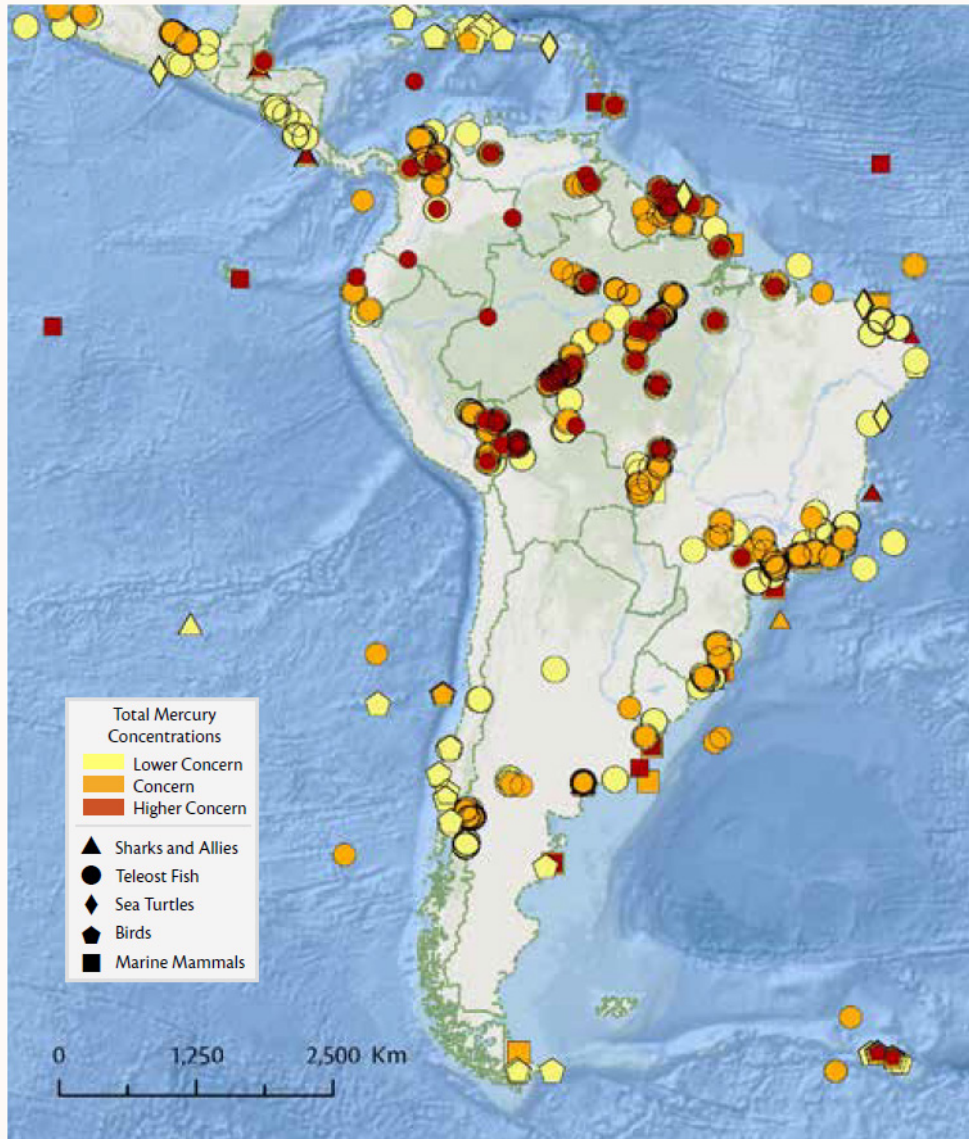 Total Mercury
Concentrations
Lower Concern
Concern
Higher Concern
Sharks and Allies
Teleost Fish
Sea Turtles
Birds
Marine Mammals
0 1,250 2,500 Km